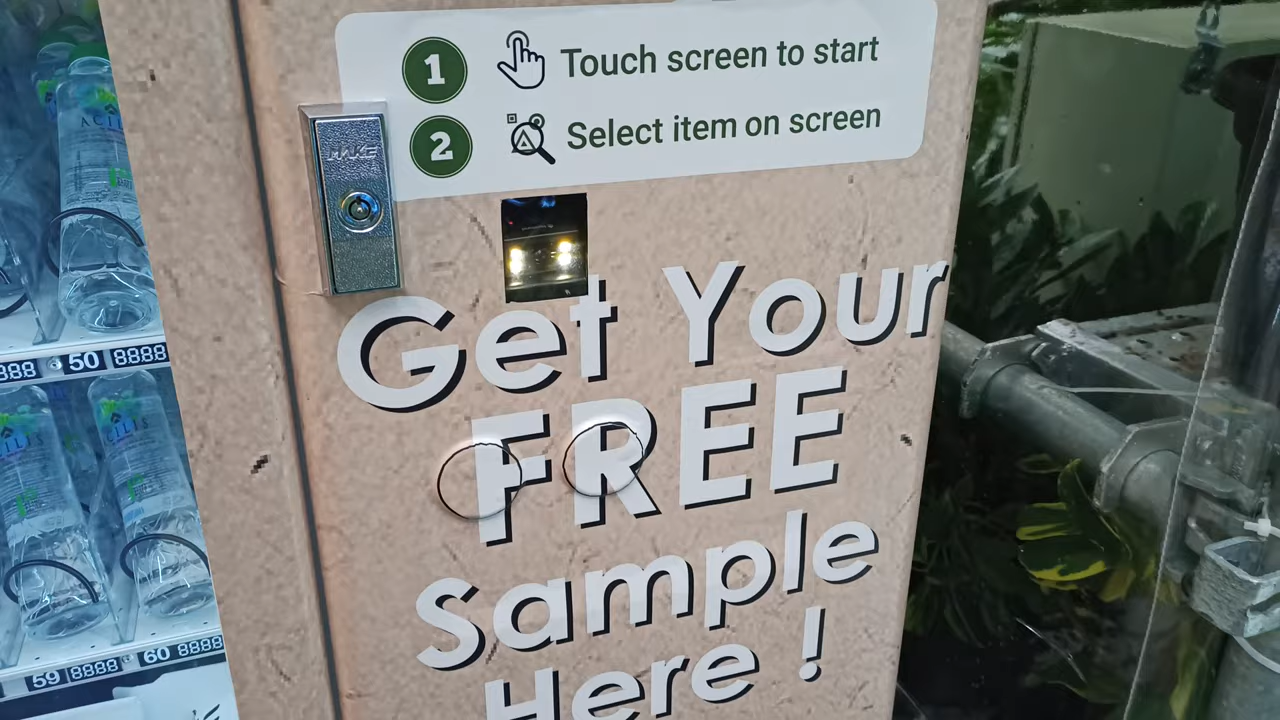 1 Touch screen to start
2 Select item on screen
MAKE
Get Your
FREE
Sample
Here !
50 8888
59 8888 60 8888